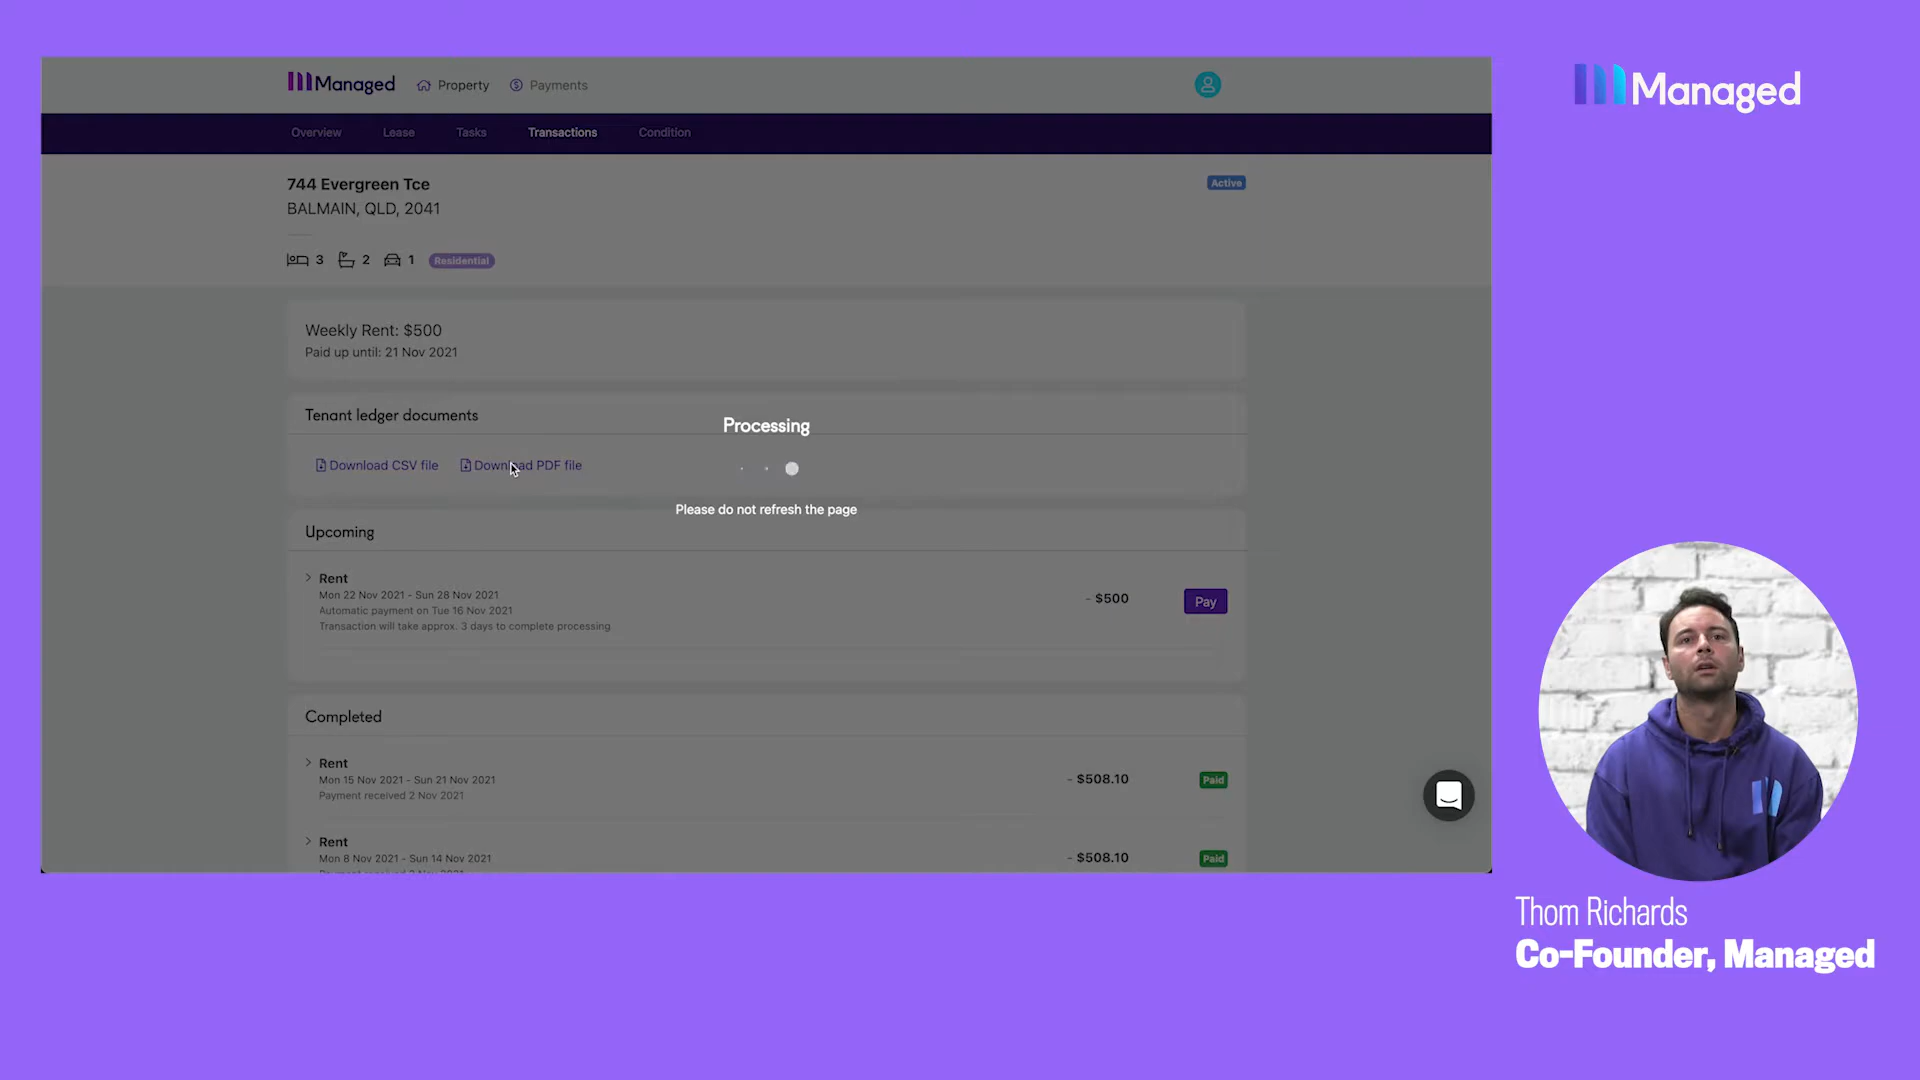 Managed
Property
Payments
Managed
Overview
Lease
Tasks
Transactions
Condition
744 Evergreen Tce
Active
BALMAIN, QLD, 2041
3
2
1
Residential
Weekly Rent: $500
Paid up until: 21 Nov 2021
Tenant ledger documents
Processing
Download CSV file
Download PDF file
Please do not refresh the page
Upcoming
Rent
Mon 22 Nov 2021 - Sun 28 Nov 2021
Automatic payment on Tue 16 Nov 2021
Transaction will take approx. 3 days to complete processing
- $500
Pay
Completed
Rent
Mon 15 Nov 2021 - Sun 21 Nov 2021
Payment received 2 Nov 2021
- $508.10
Paid
Rent
Mon 8 Nov 2021 - Sun 14 Nov 2021
- $508.10
Paid
Thom Richards
Co-Founder, Managed